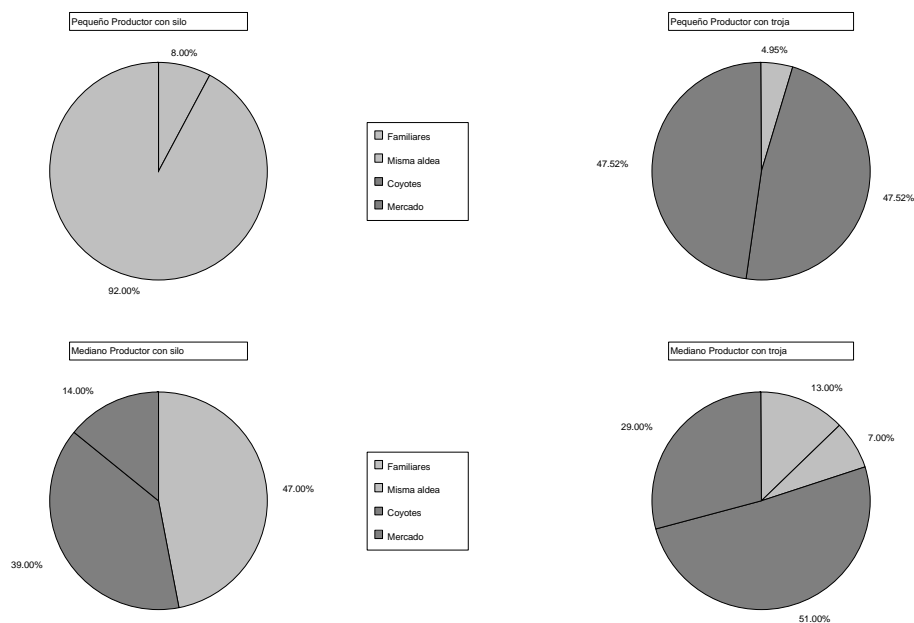 Pequeño Productor con silo
8.00%
92.00%
Familiares
Misma aldea
Coyotes
Mercado
Pequeño Productor con troja
4.95%
47.52%
47.52%
Mediano Productor con silo
14.00%
47.00%
39.00%
Familiares
Misma aldea
Coyotes
Mercado
Mediano Productor con troja
13.00%
29.00%
7.00%
51.00%